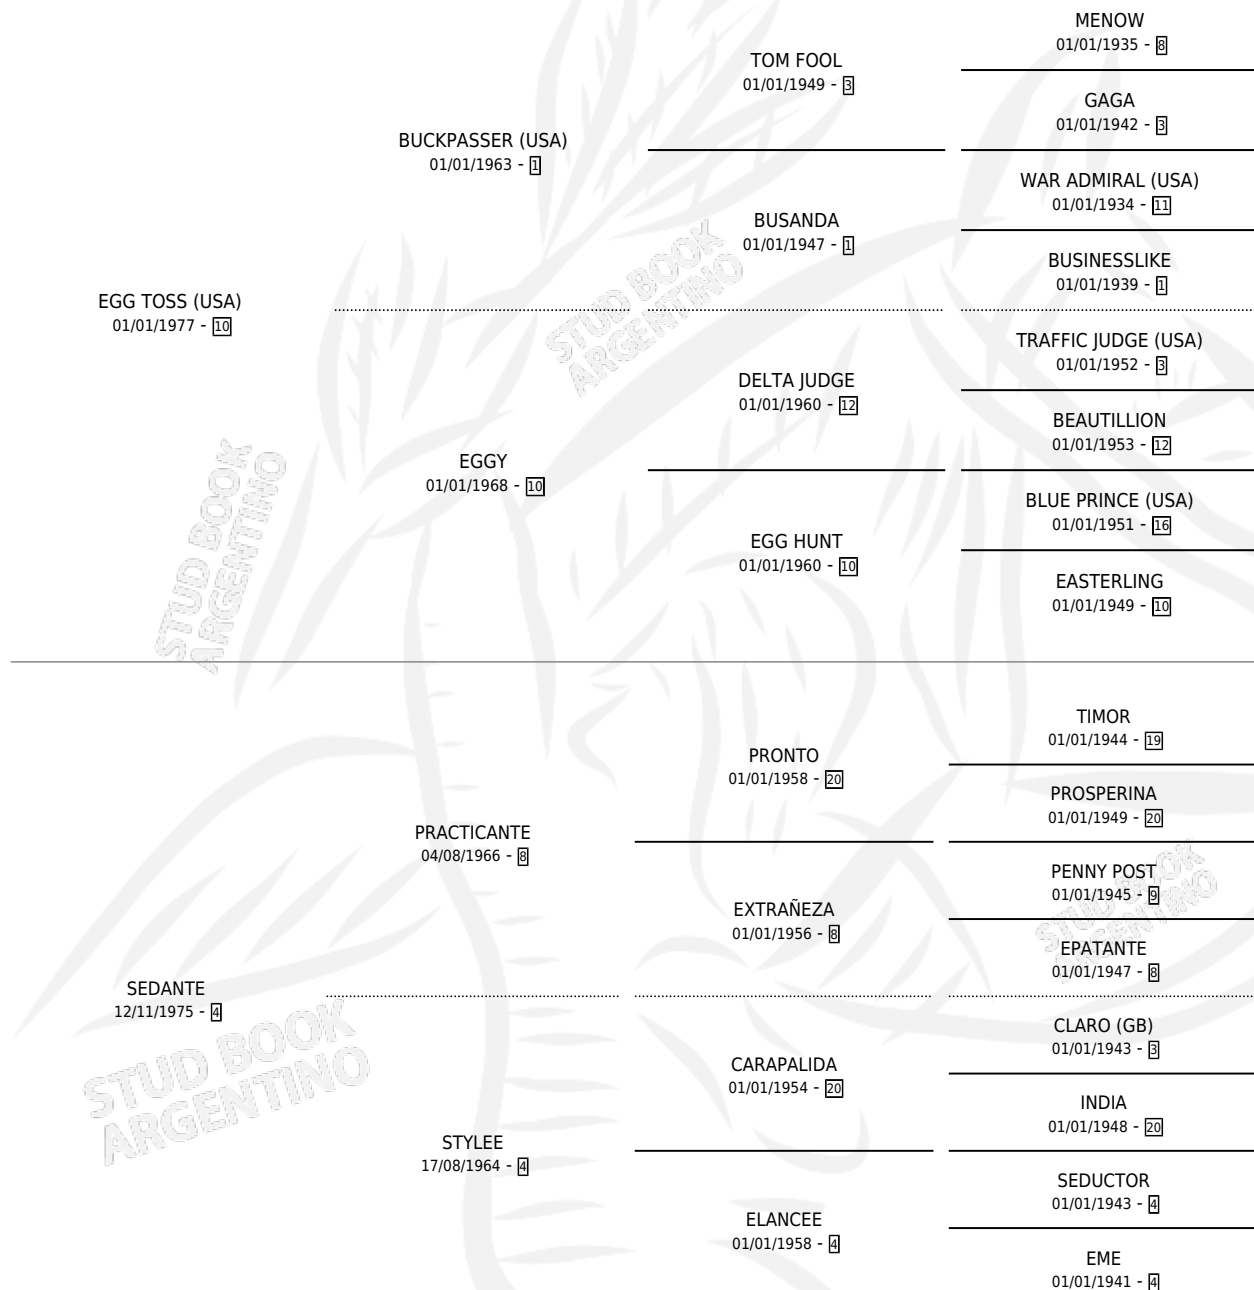 MENOW
01/01/1935 - 8
TOM FOOL
01/01/1949 - 3
GAGA
01/01/1942 - 3
BUCKPASSER (USA)
01/01/1963 - 1
WAR ADMIRAL (USA)
01/01/1934 - 11
BUSANDA
01/01/1947 - 1
BUSINESSLIKE
01/01/1939 - 1
EGG TOSS (USA)
01/01/1977 - 10
TRAFFIC JUDGE (USA)
01/01/1952 - 3
DELTA JUDGE
01/01/1960 - 12
BEAUTILLION
01/01/1953 - 12
EGGY
01/01/1968 - 10
BLUE PRINCE (USA)
01/01/1951 - 16
EGG HUNT
01/01/1960 - 10
EASTERLING
01/01/1949 - 10
TIMOR
01/01/1944 - 19
PRONTO
01/01/1958 - 20
PROSPERINA
01/01/1949 - 20
PRACTICANTE
04/08/1966 - 8
PENNY POST
01/01/1945 - 9
EXTRAÑEZA
01/01/1956 - 8
EPATANTE
01/01/1947 - 8
SEDANTE
12/11/1975 - 4
CLARO (GB)
01/01/1943 - 3
CARAPALIDA
01/01/1954 - 20
INDIA
01/01/1948 - 20
STYLEE
17/08/1964 - 4
SEDUCTOR
01/01/1943 - 4
ELANCEE
01/01/1958 - 4
EME
01/01/1941 - 4
STUD BOOK
ARGENTINO
STUD BOOK
ARGENTINO
STUD BOOK
ARGENTINO
STUD BOOK
ARGENTINO